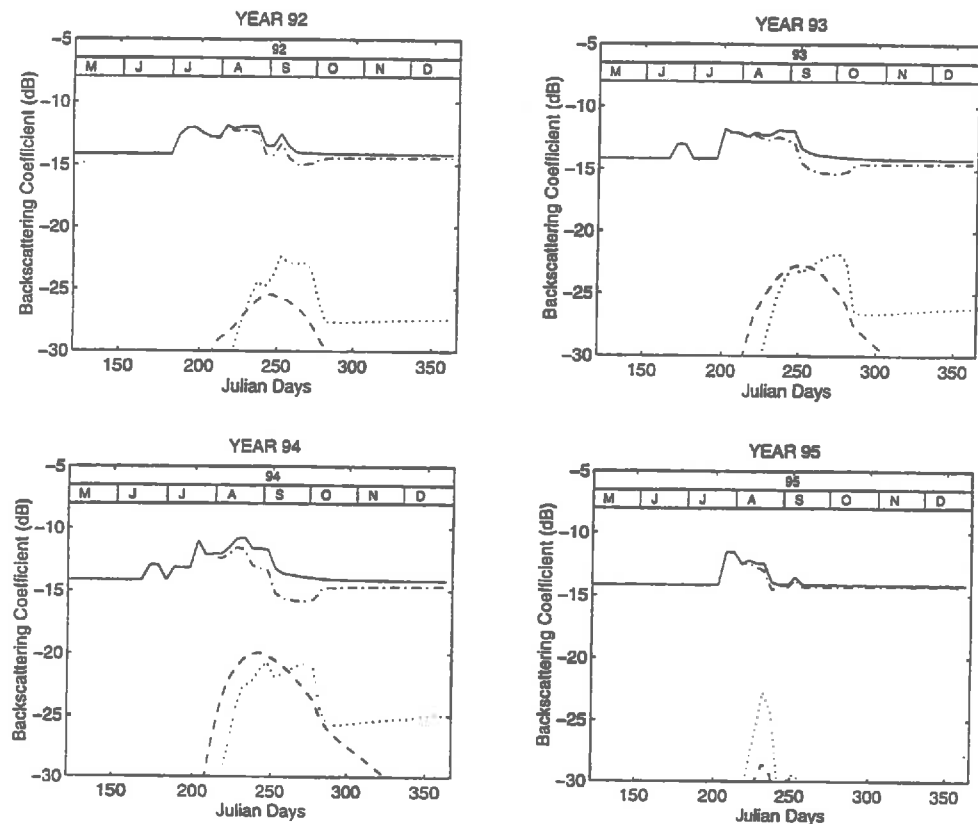 YEAR 92
92
M J J A S O N D
Backscattering Coefficient (dB)
-5
-10
-15
-20
-25
-30
150 200 250 300 350
Julian Days
YEAR 93
93
M J J A S O N D
Backscattering Coefficient (dB)
-5
-10
-15
-20
-25
-30
150 200 250 300 350
Julian Days
YEAR 94
94
M J J A S O N D
Backscattering Coefficient (dB)
-5
-10
-15
-20
-25
-30
150 200 250 300 350
Julian Days
YEAR 95
95
M J J A S O N D
Backscattering Coefficient (dB)
-5
-10
-15
-20
-25
-30
150 200 250 300 350
Julian Days